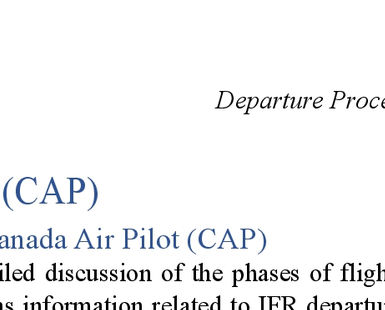 Departure Proce
(CAP)
anada Air Pilot (CAP)
iled discussion of the phases of fligh
ns information related to IFR departu